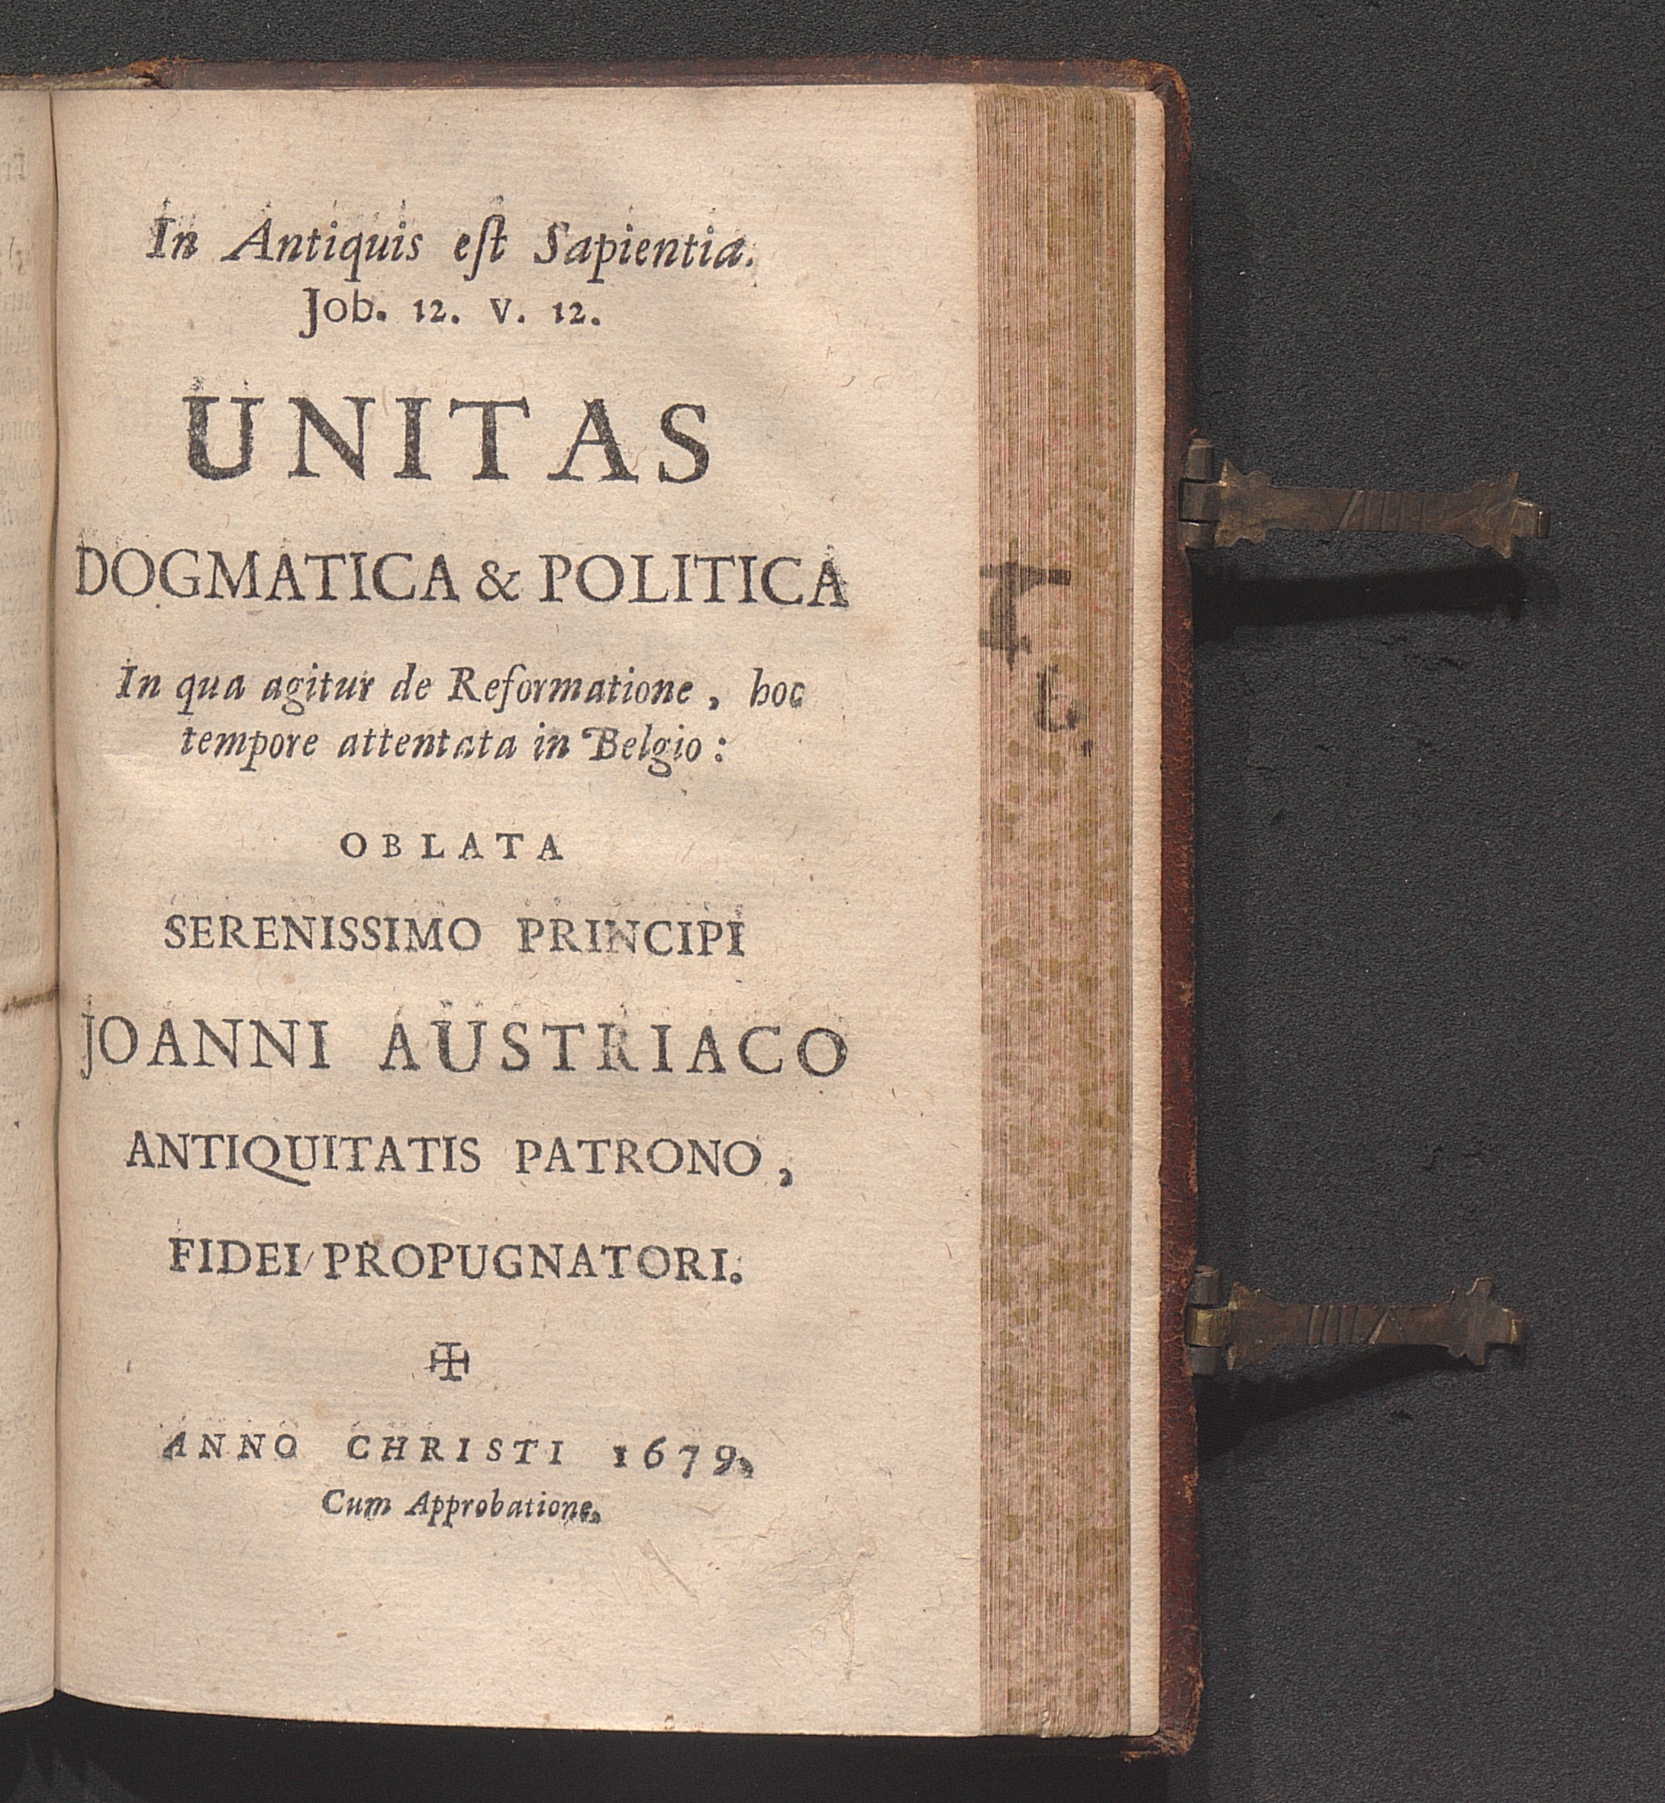 In Antiquis eſt Sapientia.
Job. 12. v. 12.
UNITAS
DOGMATICA & POLITICA
In qua agitur de Reformatione, hoc
tempore attentata in Belgio:
OBLATA
SERENISSIMO PRINCIPI
JOANNI AUSTRIACO
ANTIQUITATIS PATRONO,
FIDEI PROPUGNATORI.
✠
ANNO CHRISTI 1679.
Cum Approbatione.